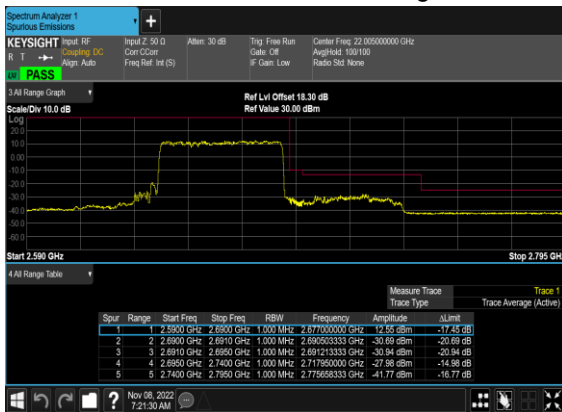 Spectrum Analyzer 1
Spurious Emissions
+
KEYSIGHT
R T
PASS
Input: RF
Coupling: DC
Align: Auto
Input Z: 50 Ω
Corr CCorr
Freq Ref: Int (S)
Atten: 30 dB
Trig: Free Run
Gate: Off
IF Gain: Low
Center Freq: 22.005000000 GHz
Avg|Hold: 100/100
Radio Std: None
3 All Range Graph
Scale/Div 10.0 dB
Ref Lvl Offset 18.30 dB
Ref Value 30.00 dBm
Log
20.0
10.0
0.00
-10.0
-20.0
-30.0
-40.0
-50.0
-60.0
Start 2.590 GHz
Stop 2.795 GH
4 All Range Table
Measure Trace Trace 1
Trace Type Trace Average (Active)
Spur Range Start Freq Stop Freq RBW Frequency Amplitude ΔLimit
1 1 2.5900 GHz 2.6900 GHz 1.000 MHz 2.677000000 GHz 12.55 dBm -17.45 dB
2 2 2.6900 GHz 2.6910 GHz 1.000 MHz 2.690503333 GHz -30.69 dBm -20.69 dB
3 3 2.6910 GHz 2.6950 GHz 1.000 MHz 2.691213333 GHz -30.94 dBm -20.94 dB
4 4 2.6950 GHz 2.7400 GHz 1.000 MHz 2.717950000 GHz -27.98 dBm -14.98 dB
5 5 2.7400 GHz 2.7950 GHz 1.000 MHz 2.775658333 GHz -41.77 dBm -16.77 dB
?
Nov 08, 2022
7:21:30 AM